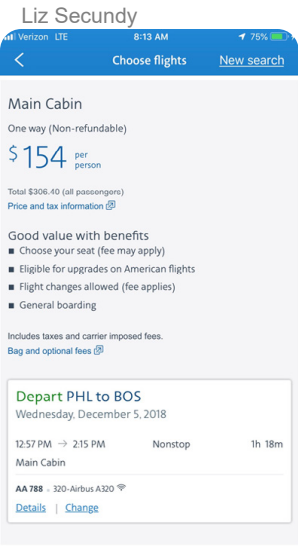 Liz Secundy
Verizon LTE 8:13 AM 75%
Choose flights New search
Main Cabin
One way (Non-refundable)
$154 per person
Total $306.40 (all passengers)
Price and tax information
Good value with benefits
■ Choose your seat (fee may apply)
■ Eligible for upgrades on American flights
■ Flight changes allowed (fee applies)
■ General boarding
Includes taxes and carrier imposed fees.
Bag and optional fees
Depart PHL to BOS
Wednesday, December 5, 2018
12:57 PM → 2:15 PM Nonstop 1h 18m
Main Cabin
AA 788 - 320-Airbus A320
Details | Change